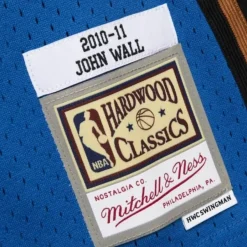 2010-11
JOHN WALL
HARDWOOD
NBA
CLASSICS
NOSTALGIA CO.
Mitchell & Ness
PHILADELPHIA, PA.
HWC SWINGMAN